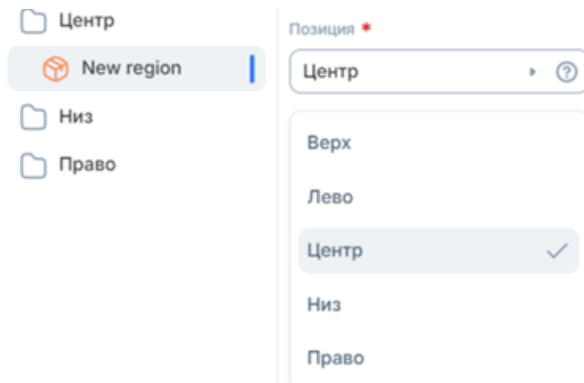 Центр
New region
Низ
Право
Позиция *
Центр
Верх
Лево
Центр
Низ
Право